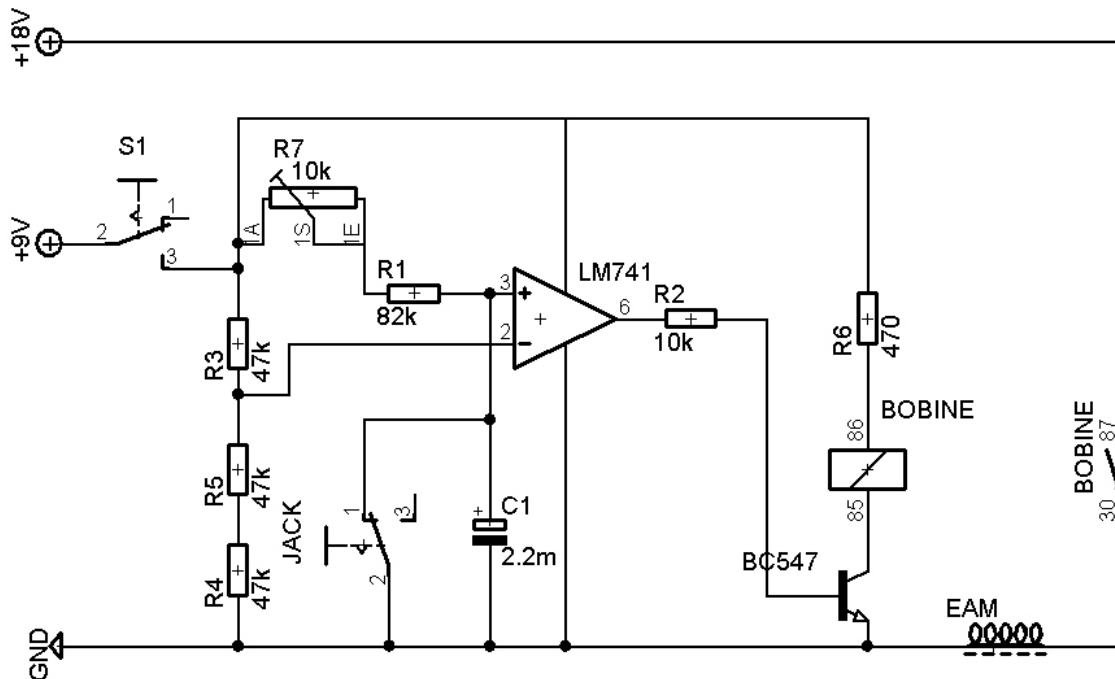 +18V
S1
R7
10k
1
1A
1S
1E
+9V
2
3
R1
82k
3
+
2
-
LM741
6
R2
10k
R6
470
R3
47k
BOBINE
86
BOBINE
87
R5
47k
JACK
1
3
2
+
C1
2.2m
85
30
R4
47k
BC547
EAM
GND